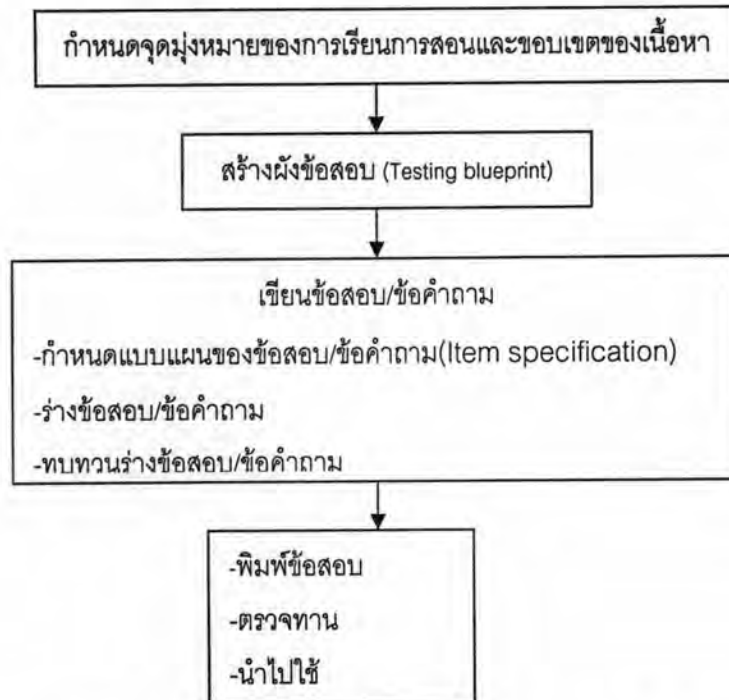 กำหนดจุดมุ่งหมายของการเรียนการสอนและขอบเขตของเนื้อหา
สร้างผังข้อสอบ (Testing blueprint)
เขียนข้อสอบ/ข้อคำถาม
-กำหนดแบบแผนของข้อสอบ/ข้อคำถาม(Item specification)
-ร่างข้อสอบ/ข้อคำถาม
-ทบทวนร่างข้อสอบ/ข้อคำถาม
-พิมพ์ข้อสอบ
-ตรวจทาน
-นำไปใช้